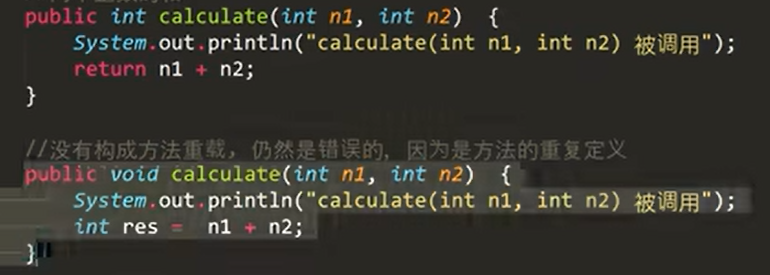 public int calculate(int n1, int n2)  {
System.out.println("calculate(int n1, int n2) 被调用");
return n1 + n2;
}
//没有构成方法重载，仍然是错误的，因为是方法的重复定义
public void calculate(int n1, int n2)  {
System.out.println("calculate(int n1, int n2) 被调用");
int res =  n1 + n2;
}